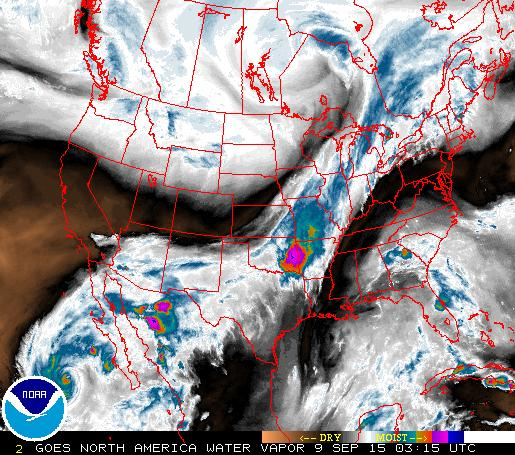 NOAA
<-- DRY MOIST -->
2 GOES NORTH AMERICA WATER VAPOR 9 SEP 15 03:15 UTC